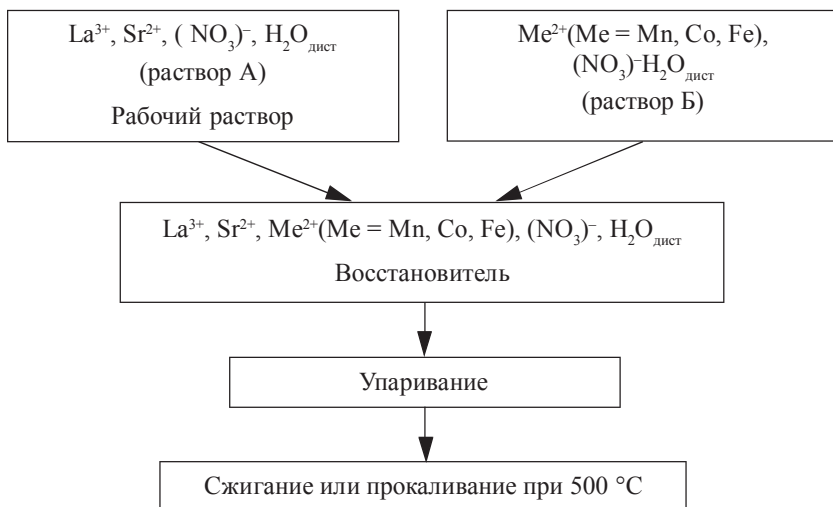 La³⁺, Sr²⁺, ( NO₃)⁻, H₂Oдист
(раствор А)
Рабочий раствор
Me²⁺(Me = Mn, Co, Fe),
(NO₃)⁻H₂Oдист
(раствор Б)
La³⁺, Sr²⁺, Me²⁺(Me = Mn, Co, Fe), (NO₃)⁻, H₂Oдист
Восстановитель
Упаривание
Сжигание или прокаливание при 500 °C